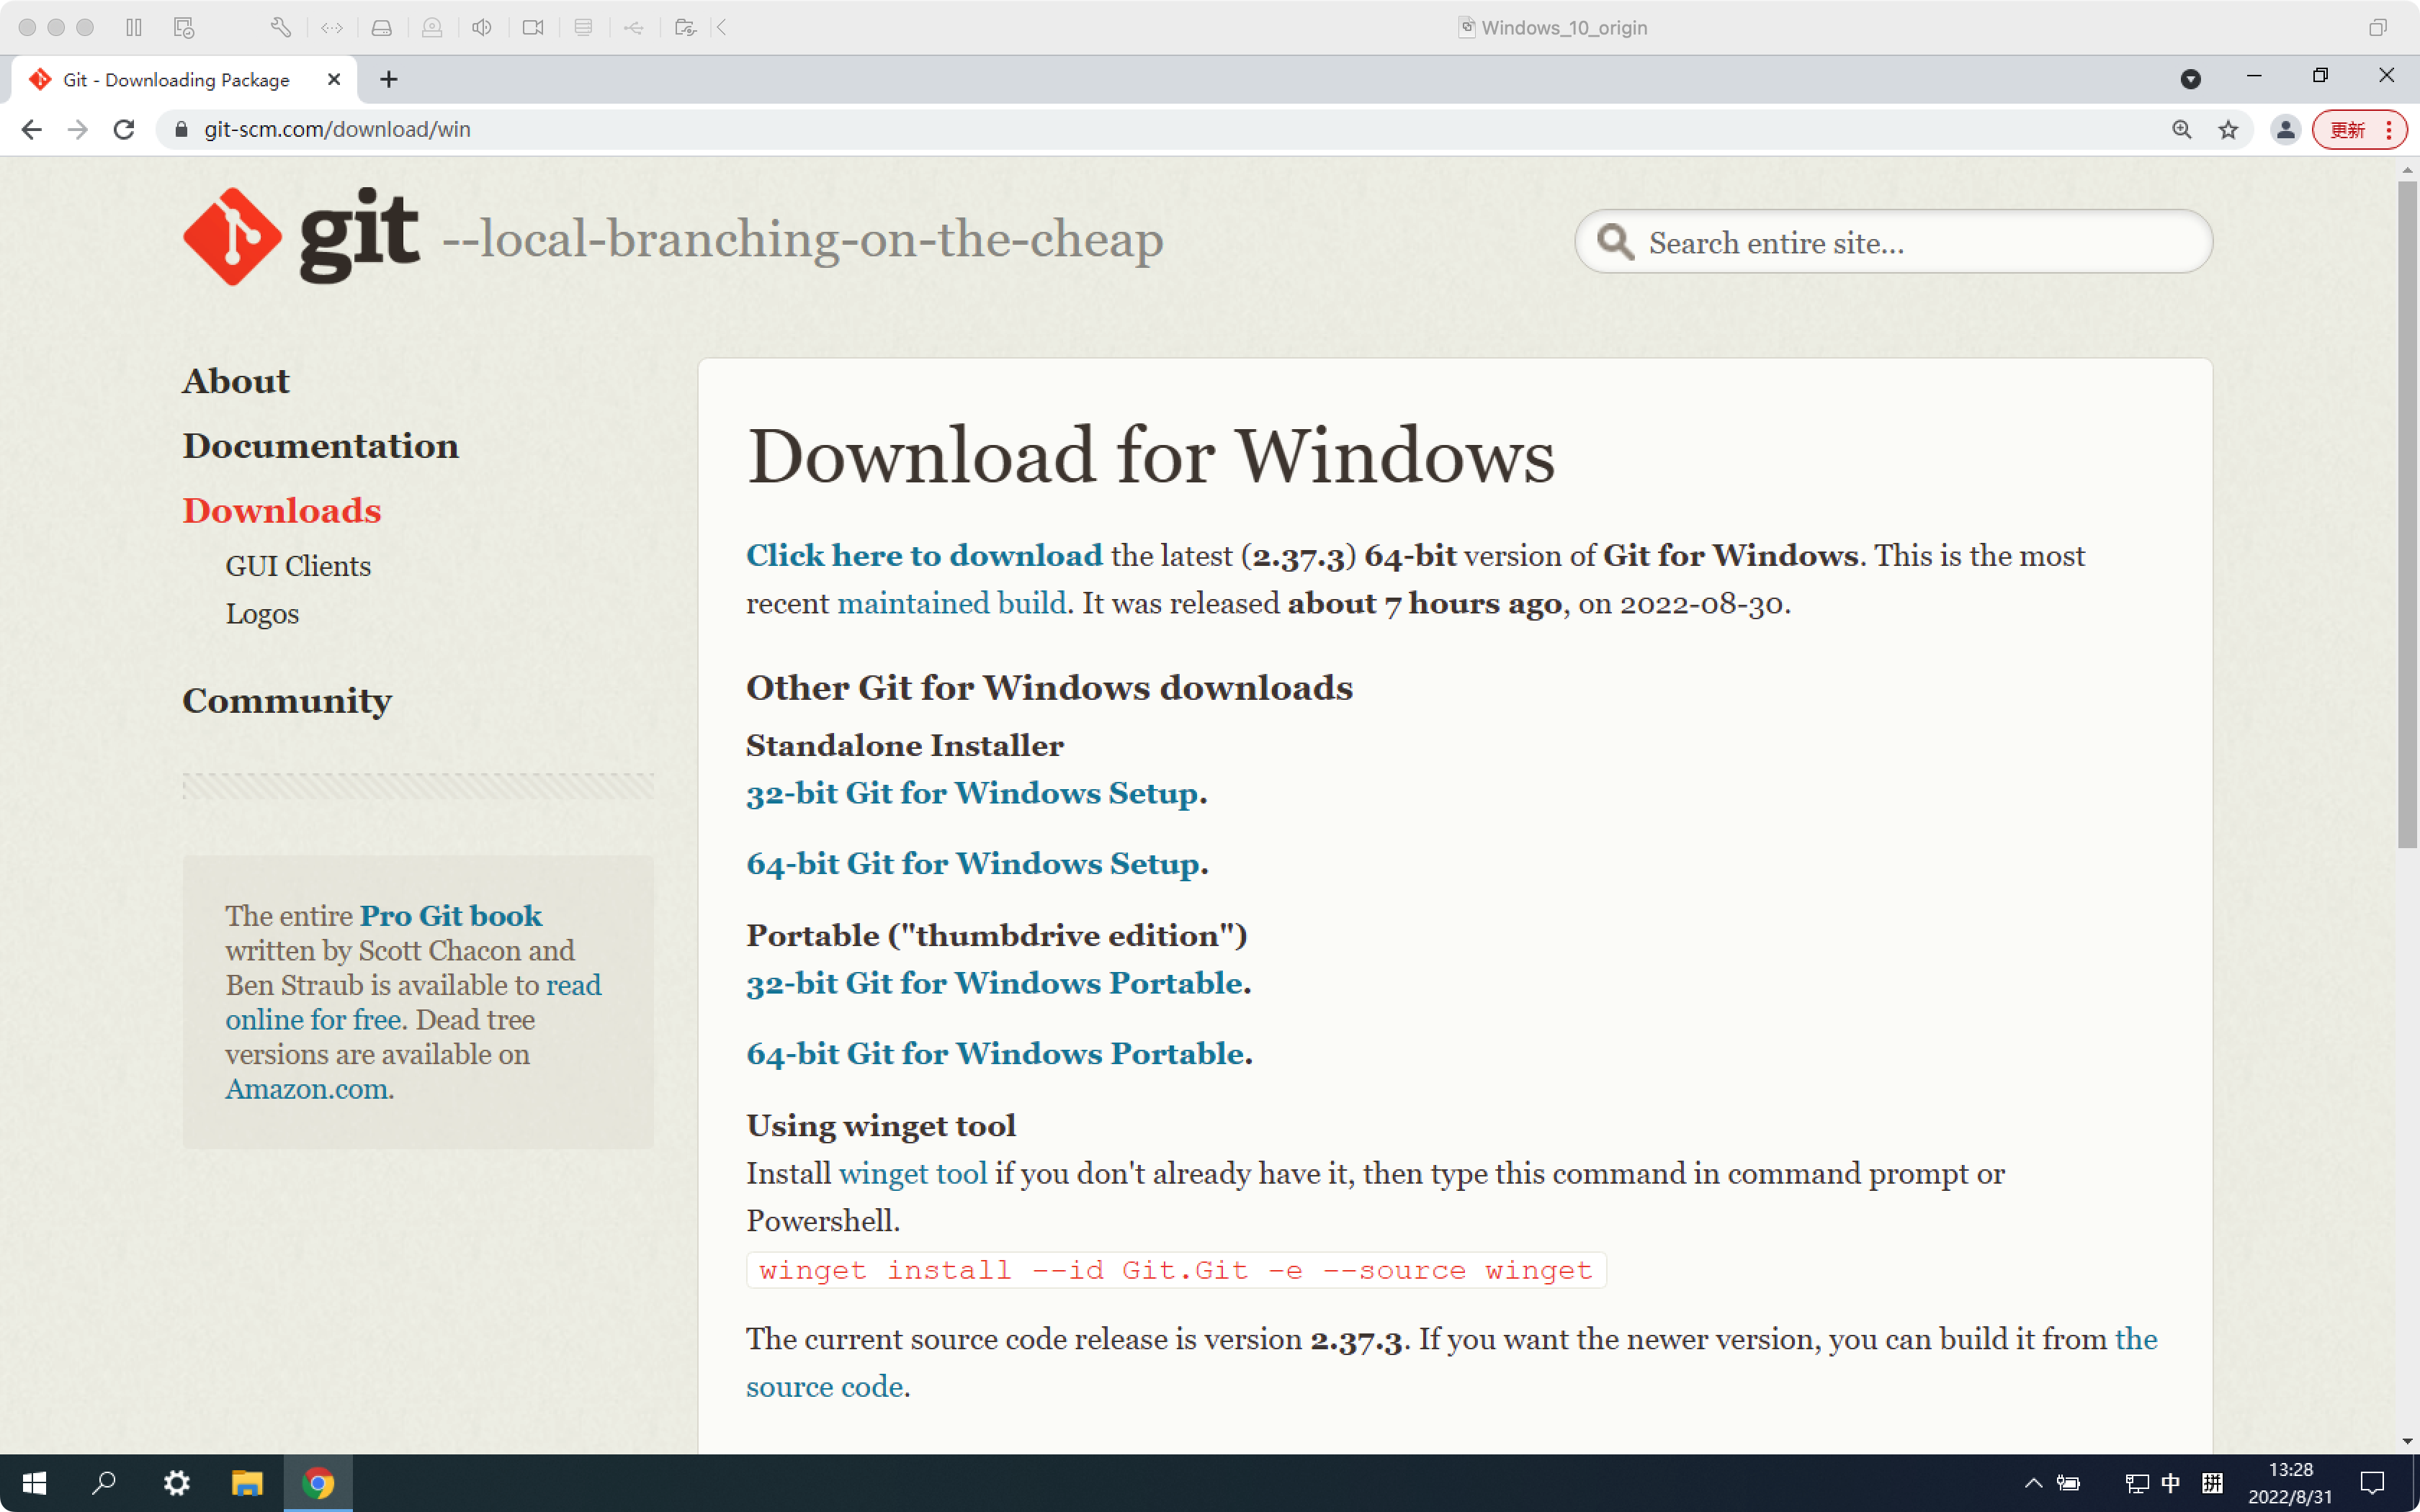 Windows_10_origin
Git - Downloading Package
git-scm.com/download/win
更新
git --local-branching-on-the-cheap
Search entire site...
About
Documentation
Downloads
GUI Clients
Logos
Community
The entire Pro Git book
written by Scott Chacon and
Ben Straub is available to read
online for free. Dead tree
versions are available on
Amazon.com.
Download for Windows
Click here to download the latest (2.37.3) 64-bit version of Git for Windows. This is the most
recent maintained build. It was released about 7 hours ago, on 2022-08-30.
Other Git for Windows downloads
Standalone Installer
32-bit Git for Windows Setup.
64-bit Git for Windows Setup.
Portable ("thumbdrive edition")
32-bit Git for Windows Portable.
64-bit Git for Windows Portable.
Using winget tool
Install winget tool if you don't already have it, then type this command in command prompt or
Powershell.
winget install --id Git.Git -e --source winget
The current source code release is version 2.37.3. If you want the newer version, you can build it from the
source code.
中 拼
13:28
2022/8/31